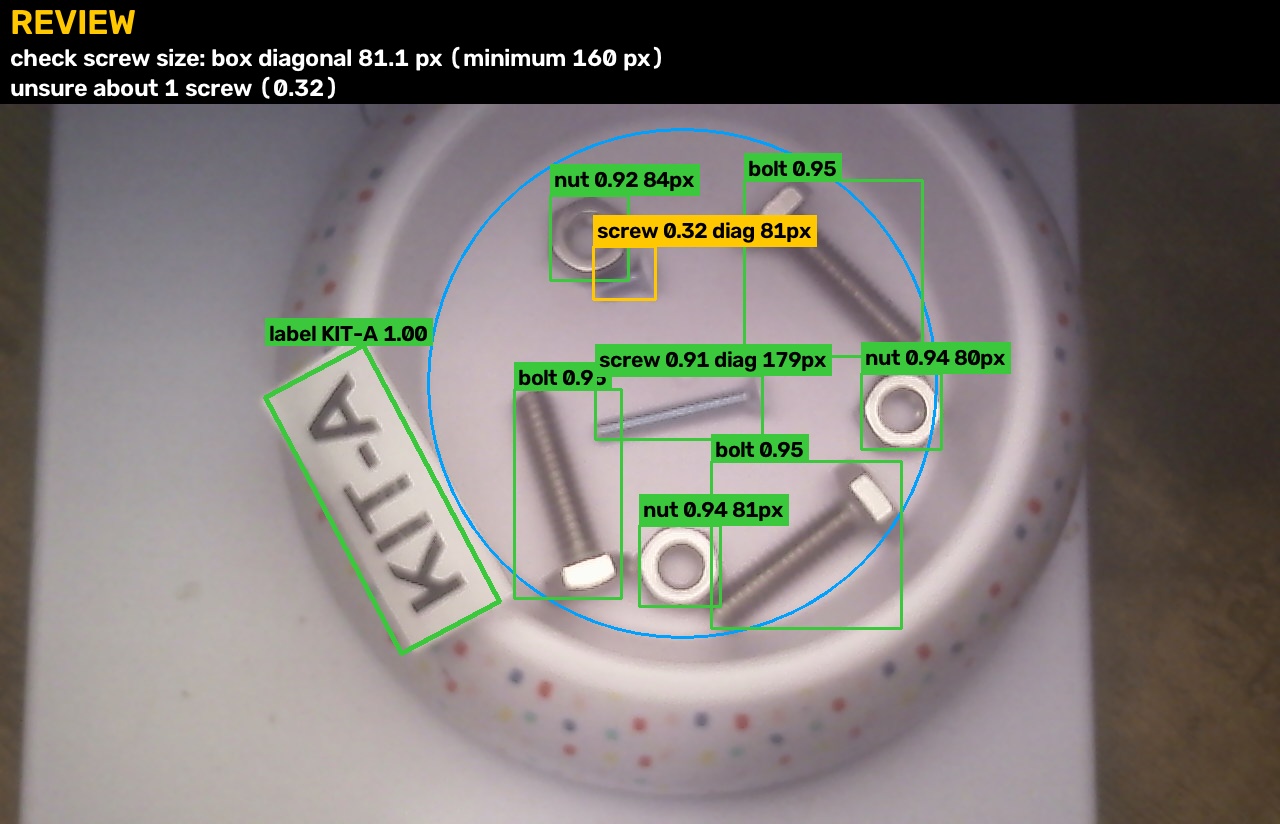 REVIEW
check screw size: box diagonal 81.1 px (minimum 160 px)
unsure about 1 screw (0.32)
bolt 0.95
nut 0.92 84px
screw 0.32 diag 81px
label KIT-A 1.00
nut 0.94 80px
screw 0.91 diag 179px
bolt 0.95
bolt 0.95
nut 0.94 81px
KIT-A